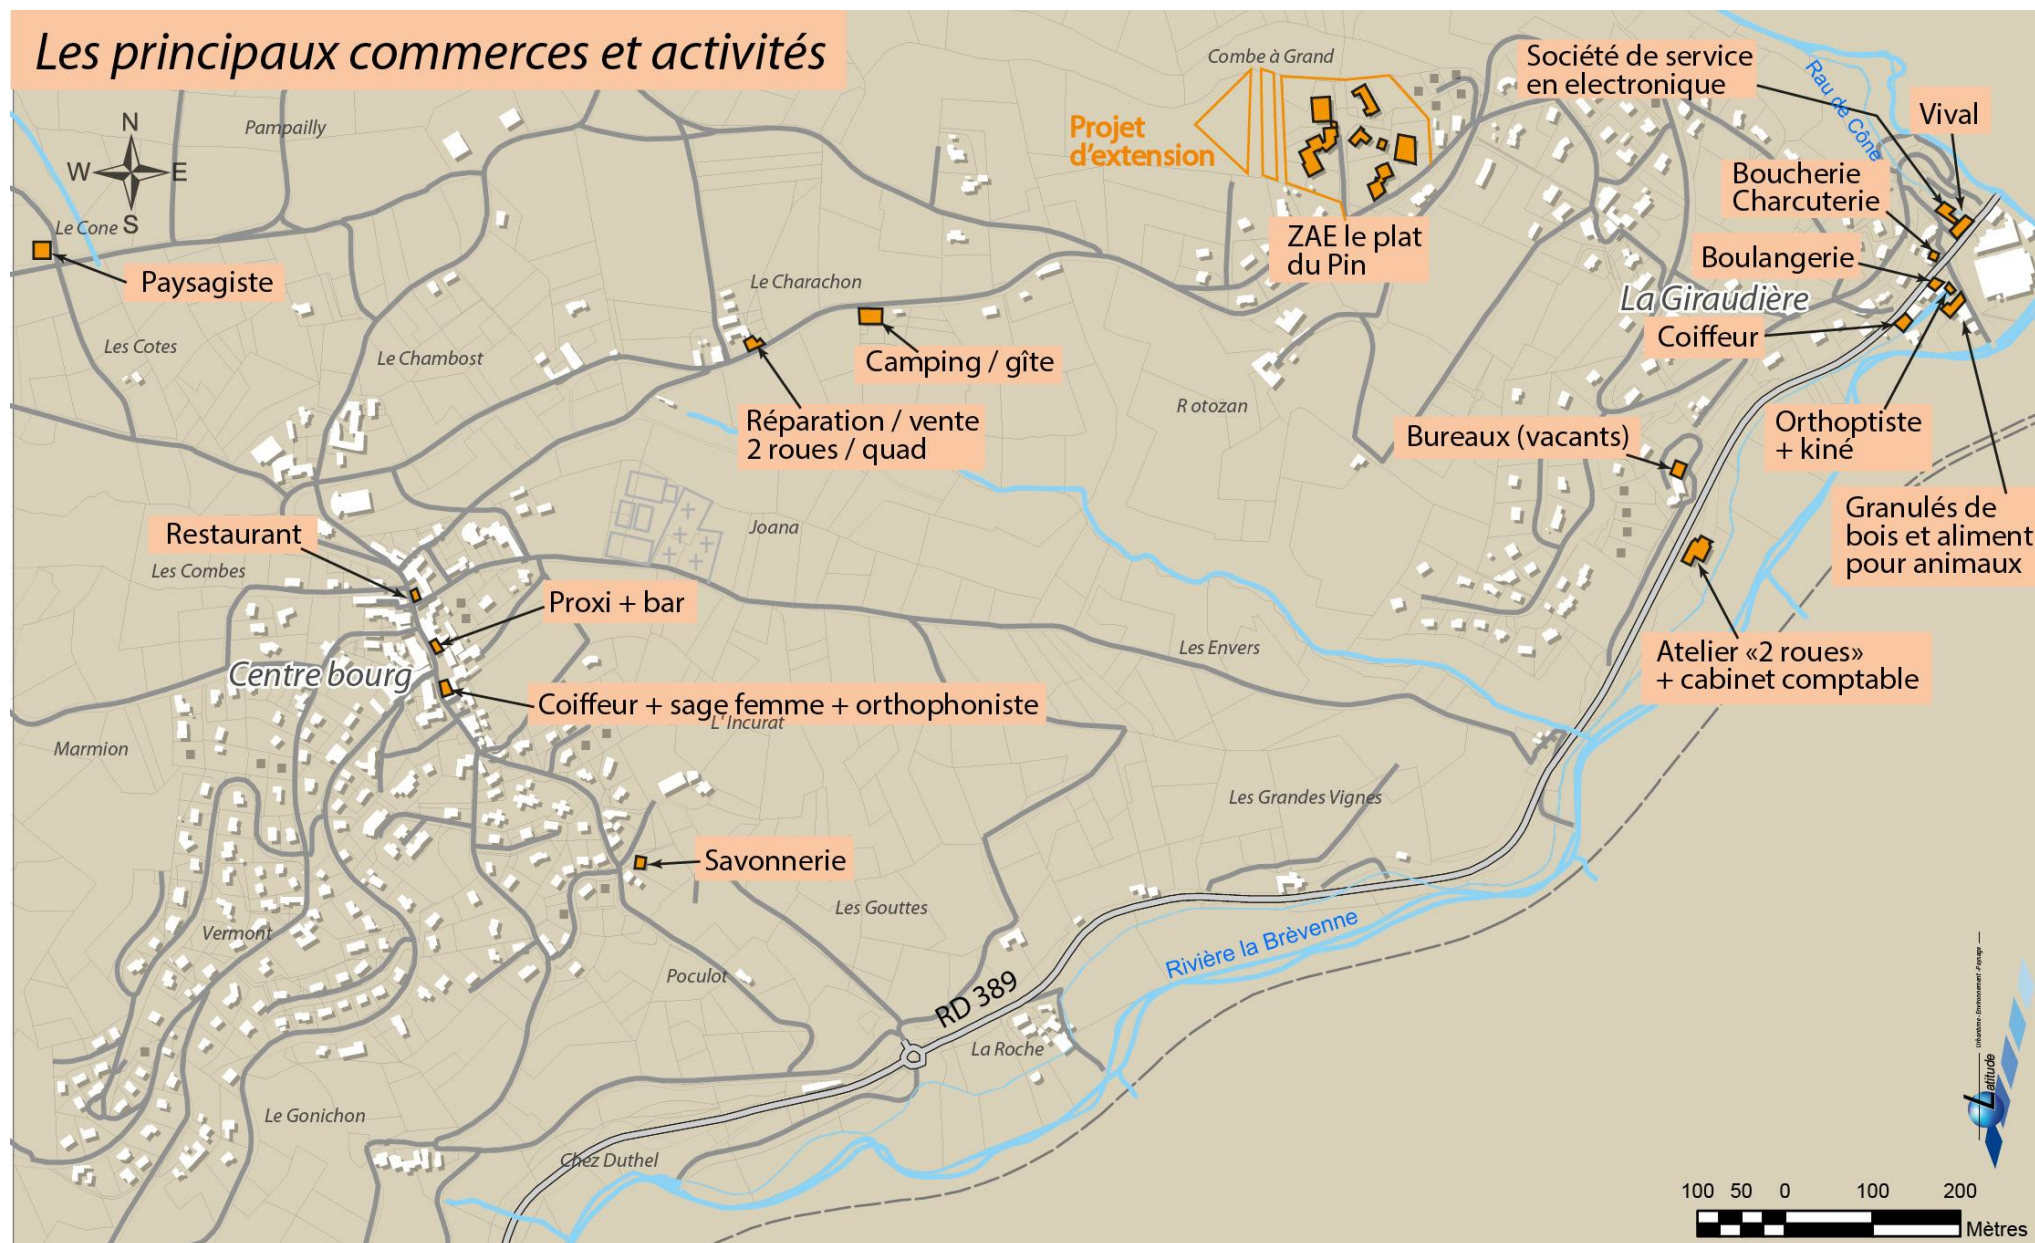 Les principaux commerces et activités
N
W
E
S
Pampailly
Le Cone
Paysagiste
Les Cotes
Le Chambost
Le Charachon
Camping / gîte
Réparation / vente
2 roues / quad
Combe à Grand
Projet
d'extension
ZAE le plat
du Pin
Société de service
en electronique
Rau de Cône
Vival
Boucherie
Charcuterie
Boulangerie
La Giraudière
Coiffeur
Orthoptiste
+ kiné
Granulés de
bois et aliment
pour animaux
Bureaux (vacants)
Rotozan
Atelier «2 roues»
+ cabinet comptable
Restaurant
Les Combes
Joana
Proxi + bar
Centre bourg
Coiffeur + sage femme + orthophoniste
L'Incurat
Les Envers
Marmion
Les Grandes Vignes
Savonnerie
Les Gouttes
Vermont
Poculot
RD 389
Rivière la Brèvenne
La Roche
Le Gonichon
Chez Duthel
Latitude
Urbanisme-Environnement-Paysage
100 50 0 100 200
Mètres